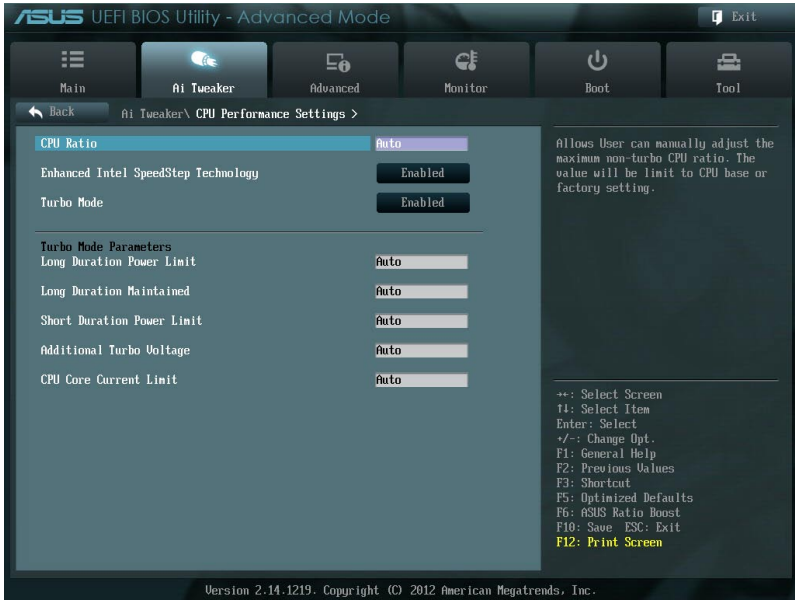 ASUS UEFI BIOS Utility - Advanced Mode
Exit
Main
Ai Tweaker
Advanced
Monitor
Boot
Tool
Back
Ai Tweaker\ CPU Performance Settings >
CPU Ratio Auto
Enhanced Intel SpeedStep Technology Enabled
Turbo Mode Enabled
Turbo Mode Parameters
Long Duration Power Limit Auto
Long Duration Maintained Auto
Short Duration Power Limit Auto
Additional Turbo Voltage Auto
CPU Core Current Limit Auto
Allows User can manually adjust the
maximum non-turbo CPU ratio. The
value will be limit to CPU base or
factory setting.
→←: Select Screen
↑↓: Select Item
Enter: Select
+/-: Change Opt.
F1: General Help
F2: Previous Values
F3: Shortcut
F5: Optimized Defaults
F6: ASUS Ratio Boost
F10: Save ESC: Exit
F12: Print Screen
Version 2.14.1219. Copyright (C) 2012 American Megatrends, Inc.